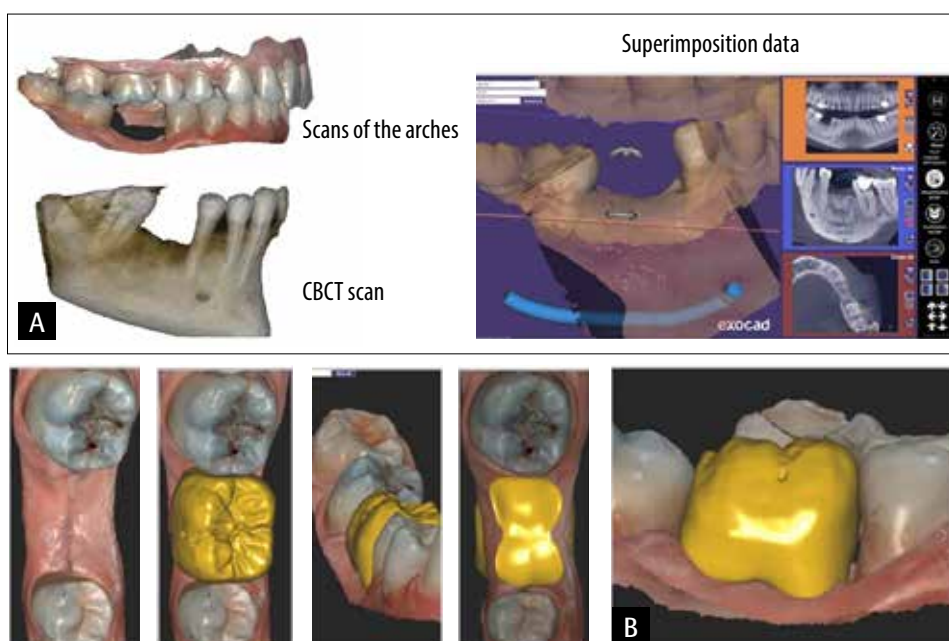 Superimposition data
Scans of the arches
CBCT scan
A
exocad
B